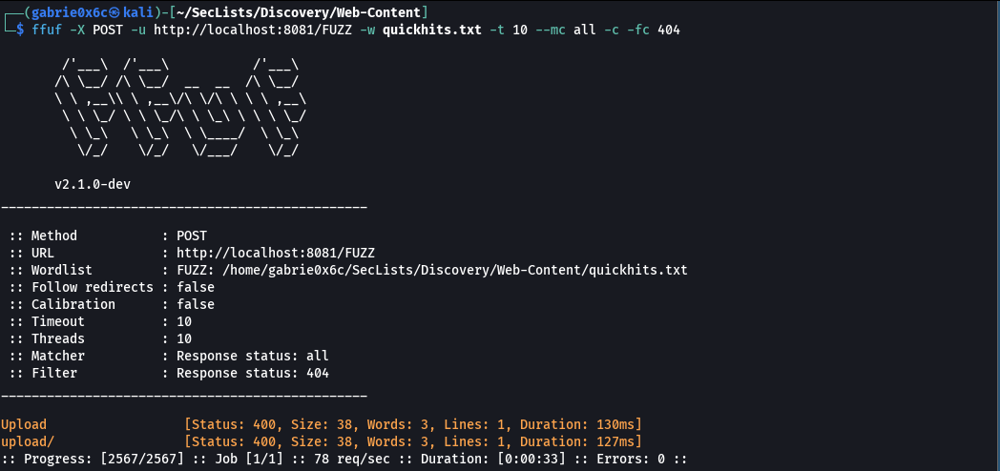 ┌──(gabrie0x6c㉿kali)-[~/SecLists/Discovery/Web-Content]
└─$ ffuf -X POST -u http://localhost:8081/FUZZ -w quickhits.txt -t 10 --mc all -c -fc 404

        /'___\  /'___\           /'___\
       /\ \__/ /\ \__/  __  __  /\ \__/
       \ \ ,__\\ \ ,__\/\ \/\ \ \ \ ,__\
        \ \ \_/ \ \ \_/\ \ \_\ \ \ \ \_/
         \ \_\   \ \_\  \ \____/  \ \_\
          \/_/    \/_/   \/___/    \/_/

       v2.1.0-dev
________________________________________________

 :: Method           : POST
 :: URL              : http://localhost:8081/FUZZ
 :: Wordlist         : FUZZ: /home/gabrie0x6c/SecLists/Discovery/Web-Content/quickhits.txt
 :: Follow redirects : false
 :: Calibration      : false
 :: Timeout          : 10
 :: Threads          : 10
 :: Matcher          : Response status: all
 :: Filter           : Response status: 404
________________________________________________

Upload                  [Status: 400, Size: 38, Words: 3, Lines: 1, Duration: 130ms]
upload/                 [Status: 400, Size: 38, Words: 3, Lines: 1, Duration: 127ms]
:: Progress: [2567/2567] :: Job [1/1] :: 78 req/sec :: Duration: [0:00:33] :: Errors: 0 ::